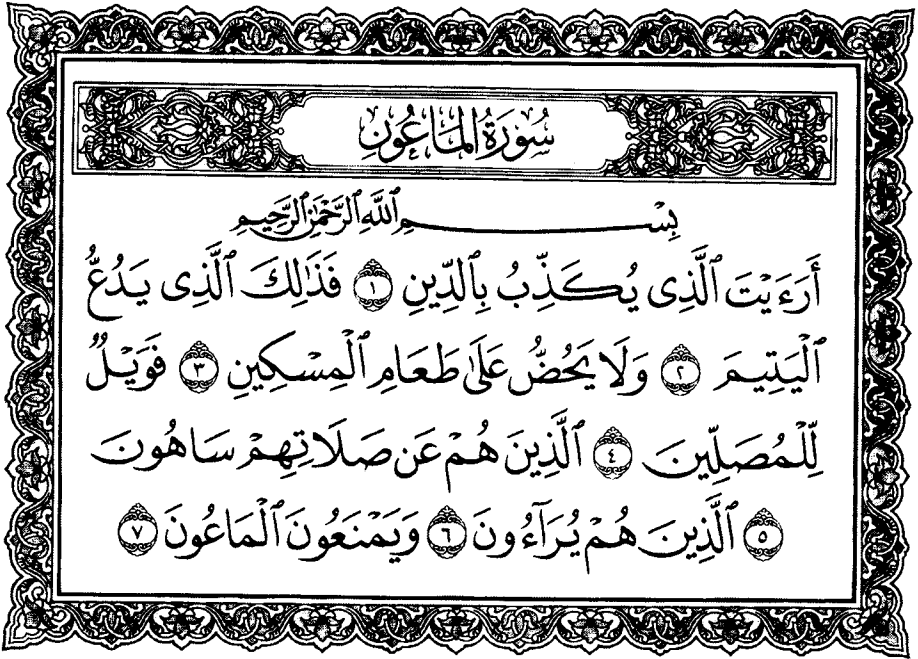 سُورَةُ المَاعُونِ
بِسْمِ ٱللَّهِ ٱلرَّحْمَٰنِ ٱلرَّحِيمِ
أَرَءَيْتَ ٱلَّذِى يُكَذِّبُ بِٱلدِّينِ ١ فَذَٰلِكَ ٱلَّذِى يَدُعُّ
ٱلْيَتِيمَ ٢ وَلَا يَحُضُّ عَلَىٰ طَعَامِ ٱلْمِسْكِينِ ٣ فَوَيْلٌ
لِّلْمُصَلِّينَ ٤ ٱلَّذِينَ هُمْ عَن صَلَاتِهِمْ سَاهُونَ
٥ ٱلَّذِينَ هُمْ يُرَآءُونَ ٦ وَيَمْنَعُونَ ٱلْمَاعُونَ ٧